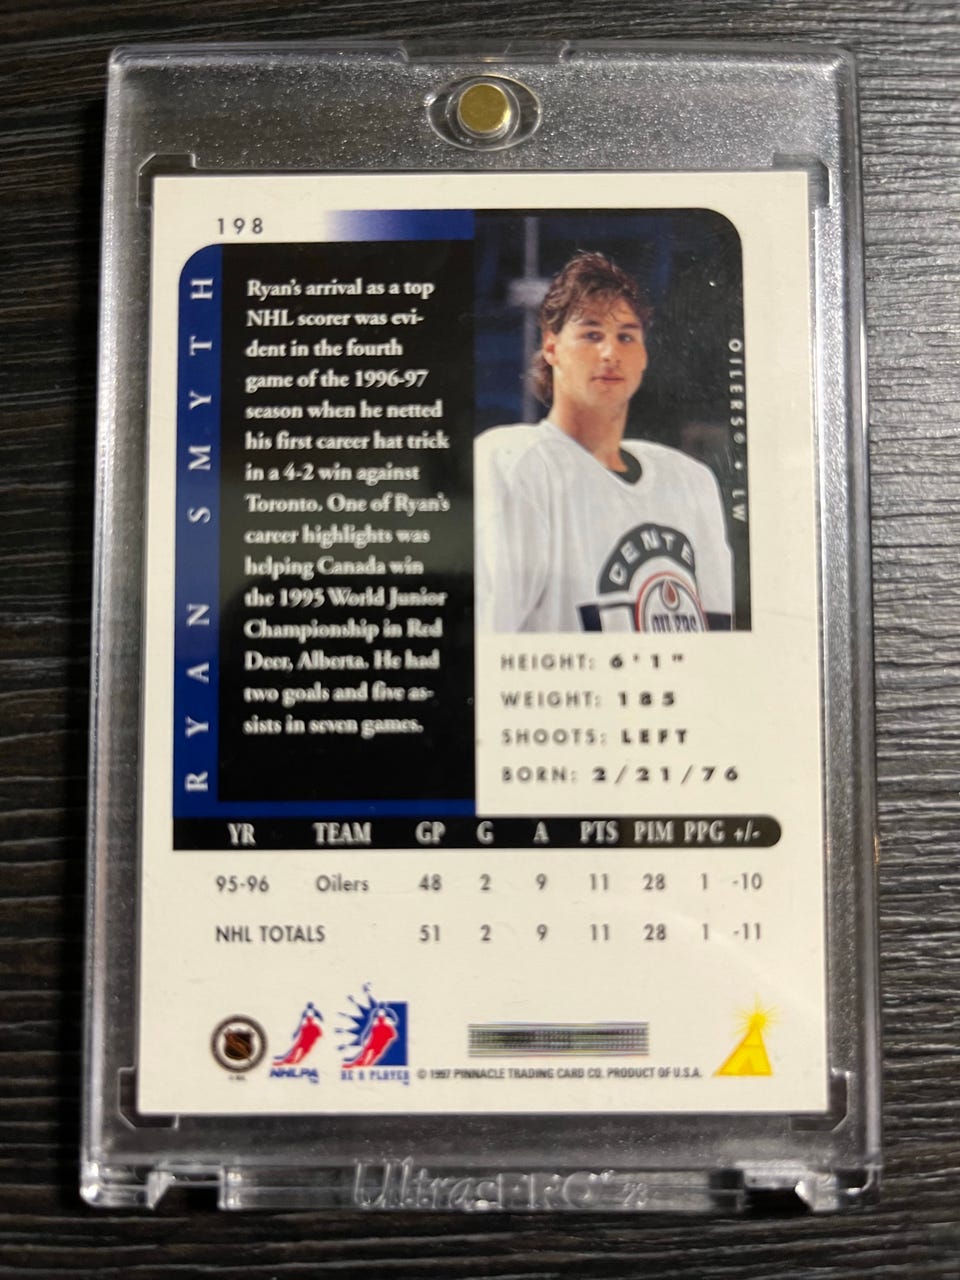 198
RYAN SMYTH
Ryan's arrival as a top
NHL scorer was evi-
dent in the fourth
game of the 1996-97
season when he netted
his first career hat trick
in a 4-2 win against
Toronto. One of Ryan's
career highlights was
helping Canada win
the 1995 World Junior
Championship in Red
Deer, Alberta. He had
two goals and five as-
sists in seven games.
OILERS® • LW
CENTE
OILERS
HEIGHT: 6'1"
WEIGHT: 185
SHOOTS: LEFT
BORN: 2/21/76
YR TEAM GP G A PTS PIM PPG +/-
95-96 Oilers 48 2 9 11 28 1 -10
NHL TOTALS 51 2 9 11 28 1 -11
NHLPA
BE A PLAYER
© 1997 PINNACLE TRADING CARD CO. PRODUCT OF U.S.A.
Ultra PRO